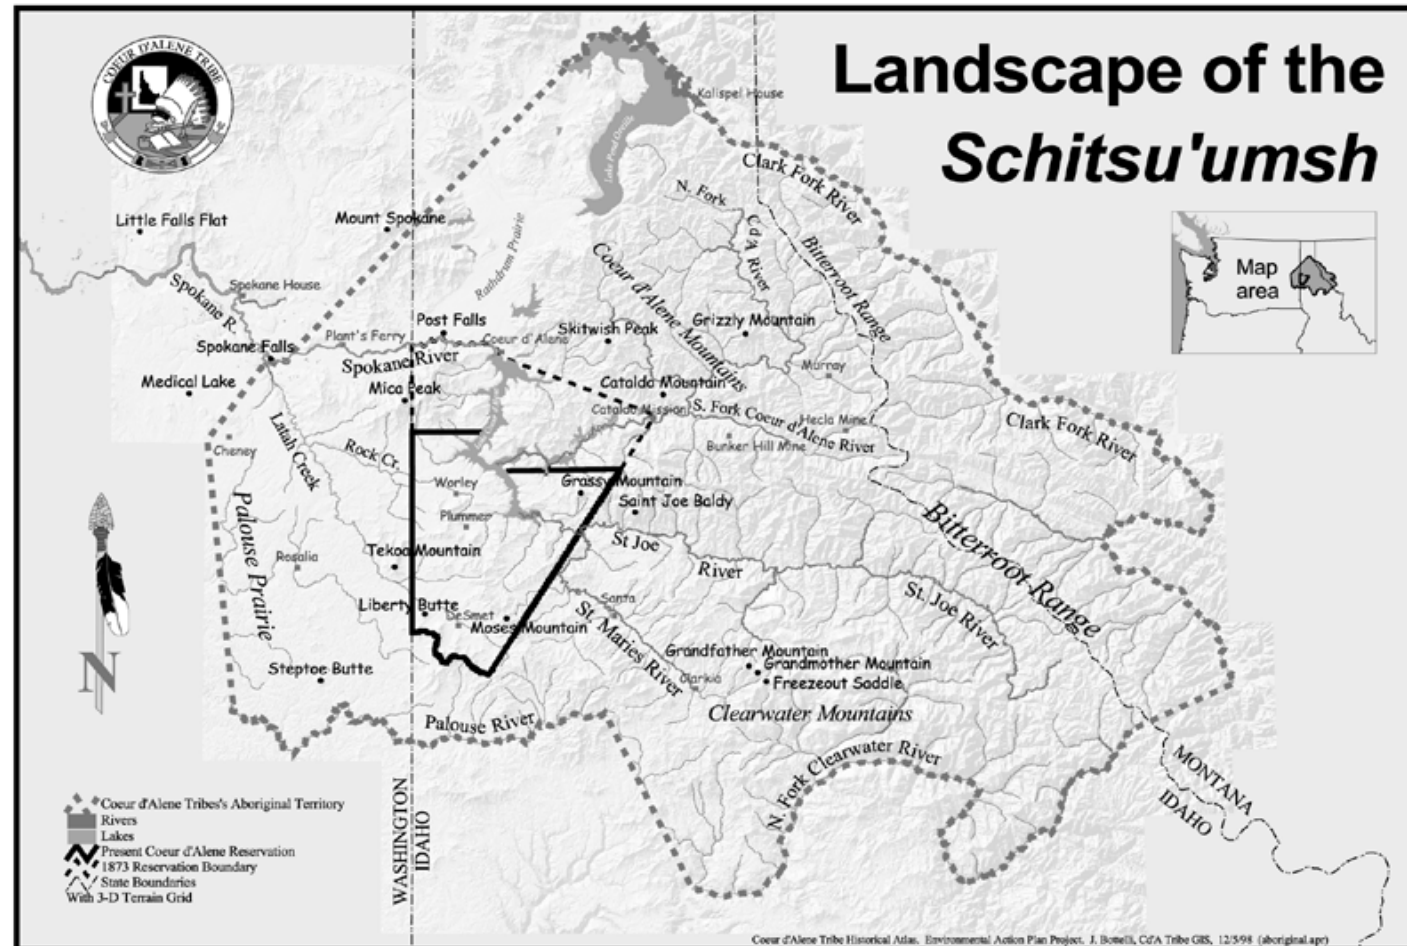 Landscape of the
Schitsu'umsh
COEUR D'ALENE TRIBE
Kalispel House
Lake Pend Oreille
Clark Fork River
N. Fork
CdA River
Bitterroot Range
Map
area
Little Falls Flat
Mount Spokane
Rathdrum Prairie
Coeur d'Alene Mountains
Spokane House
Spokane R.
Post Falls
Plant's Ferry
Coeur d'Alene
Skitwish Peak
Grizzly Mountain
Spokane Falls
Spokane River
Murray
Medical Lake
Mica Peak
Cataldo Mountain
Cataldo Mission
S. Fork Coeur d'Alene River
Hecla Mine
Bunker Hill Mine
Clark Fork River
Latah Creek
Rock Cr.
Cheney
Worley
Grassy Mountain
Saint Joe Baldy
Palouse Prairie
Plummer
Bitterroot Range
Rosalia
Tekoa Mountain
St Joe
River
St. Joe River
Liberty Butte
DeSmet
Moses Mountain
Santa
St. Maries River
Grandfather Mountain
Grandmother Mountain
Freezeout Saddle
Steptoe Butte
Clarkia
Clearwater Mountains
Palouse River
N. Fork Clearwater River
N
MONTANA
IDAHO
WASHINGTON
IDAHO
Coeur d'Alene Tribes's Aboriginal Territory
Rivers
Lakes
Present Coeur d'Alene Reservation
1873 Reservation Boundary
State Boundaries
With 3-D Terrain Grid
Coeur d'Alene Tribe Historical Atlas. Environmental Action Plan Project. J. Bottelli, Cd'A Tribe GIS, 12/5/98 (aboriginal.apr)